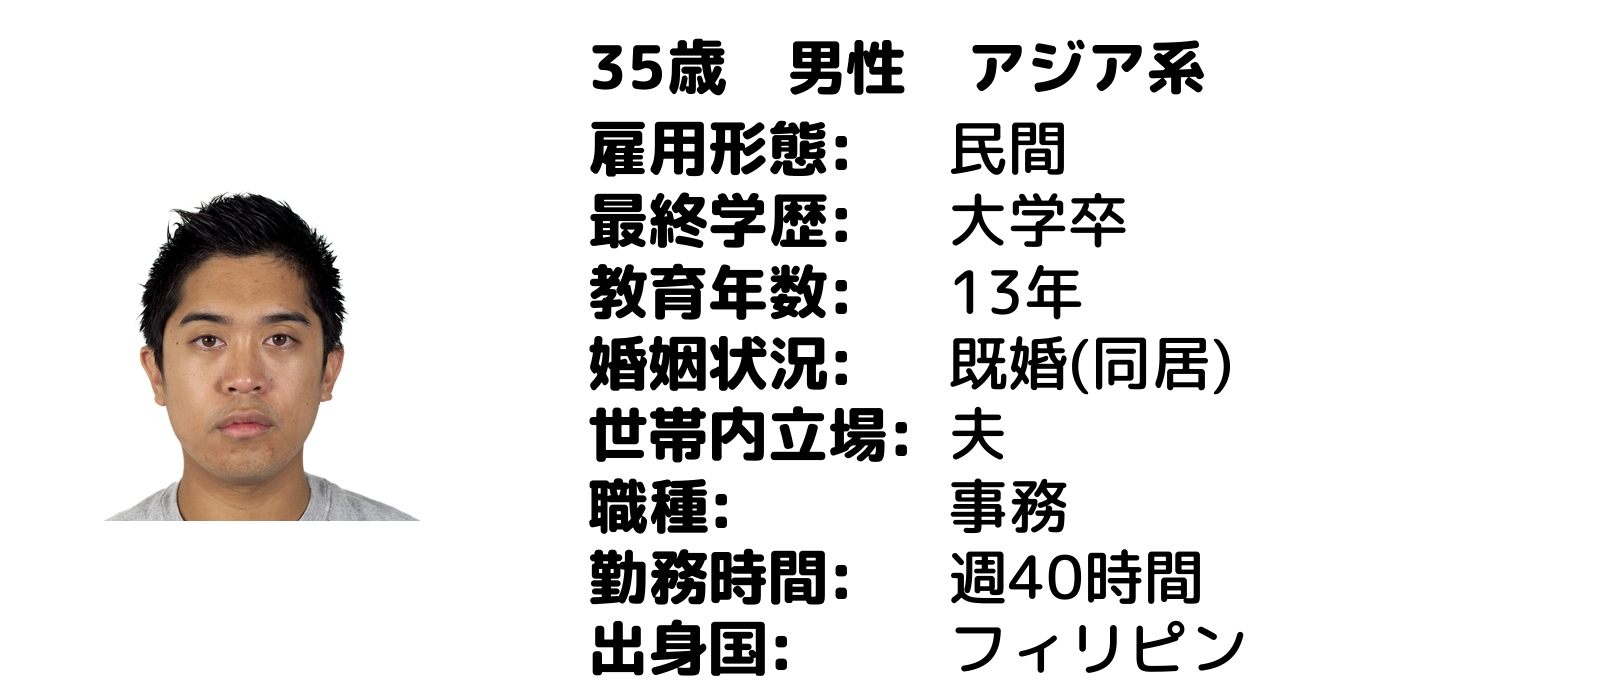 35歳　男性　アジア系
雇用形態:　民間
最終学歴:　大学卒
教育年数:　13年
婚姻状況:　既婚(同居)
世帯内立場:　夫
職種:　事務
勤務時間:　週40時間
出身国:　フィリピン